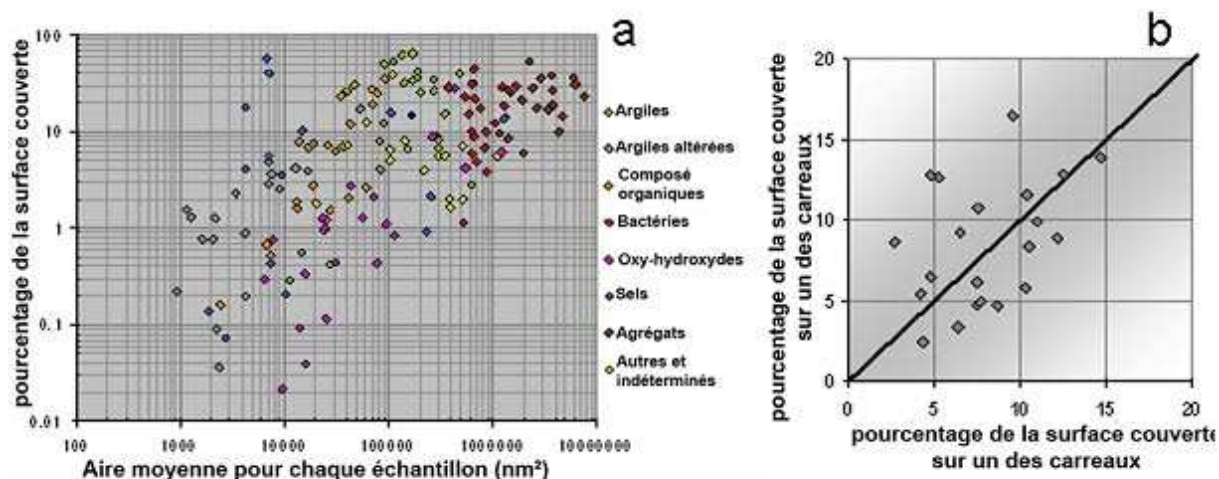 a
pourcentage de la surface couverte
100
10
1
0.1
0.01
100
1000
10000
100000
1000000
10000000
Aire moyenne pour chaque échantillon (nm²)
Argiles
Argiles altérées
Composé
organiques
Bactéries
Oxy-hydroxydes
Sels
Agrégats
Autres et
indéterminés
b
pourcentage de la surface couverte
sur un des carreaux
20
15
10
5
0
0
5
10
15
20
pourcentage de la surface couverte
sur un des carreaux